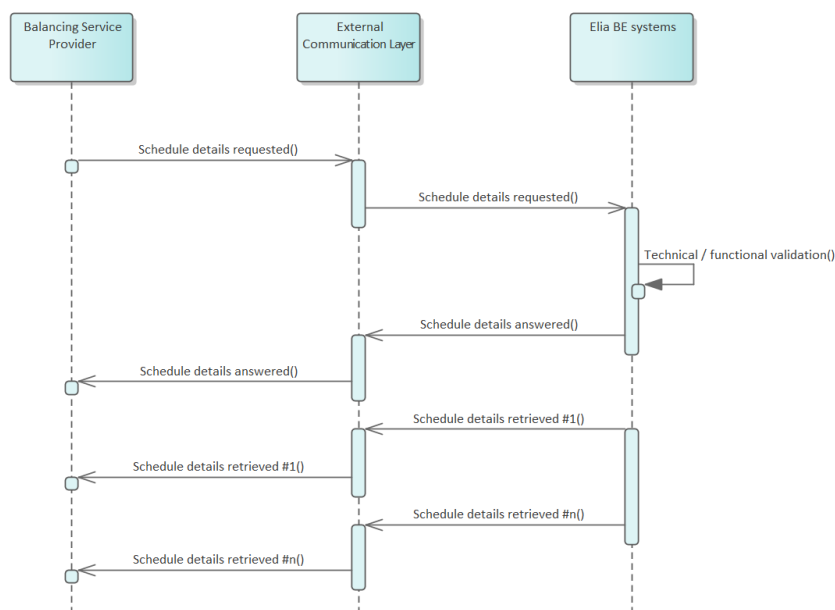 Balancing Service
Provider
External
Communication Layer
Elia BE systems
Schedule details requested()
Schedule details requested()
Technical / functional validation()
Schedule details answered()
Schedule details answered()
Schedule details retrieved #1()
Schedule details retrieved #1()
Schedule details retrieved #n()
Schedule details retrieved #n()